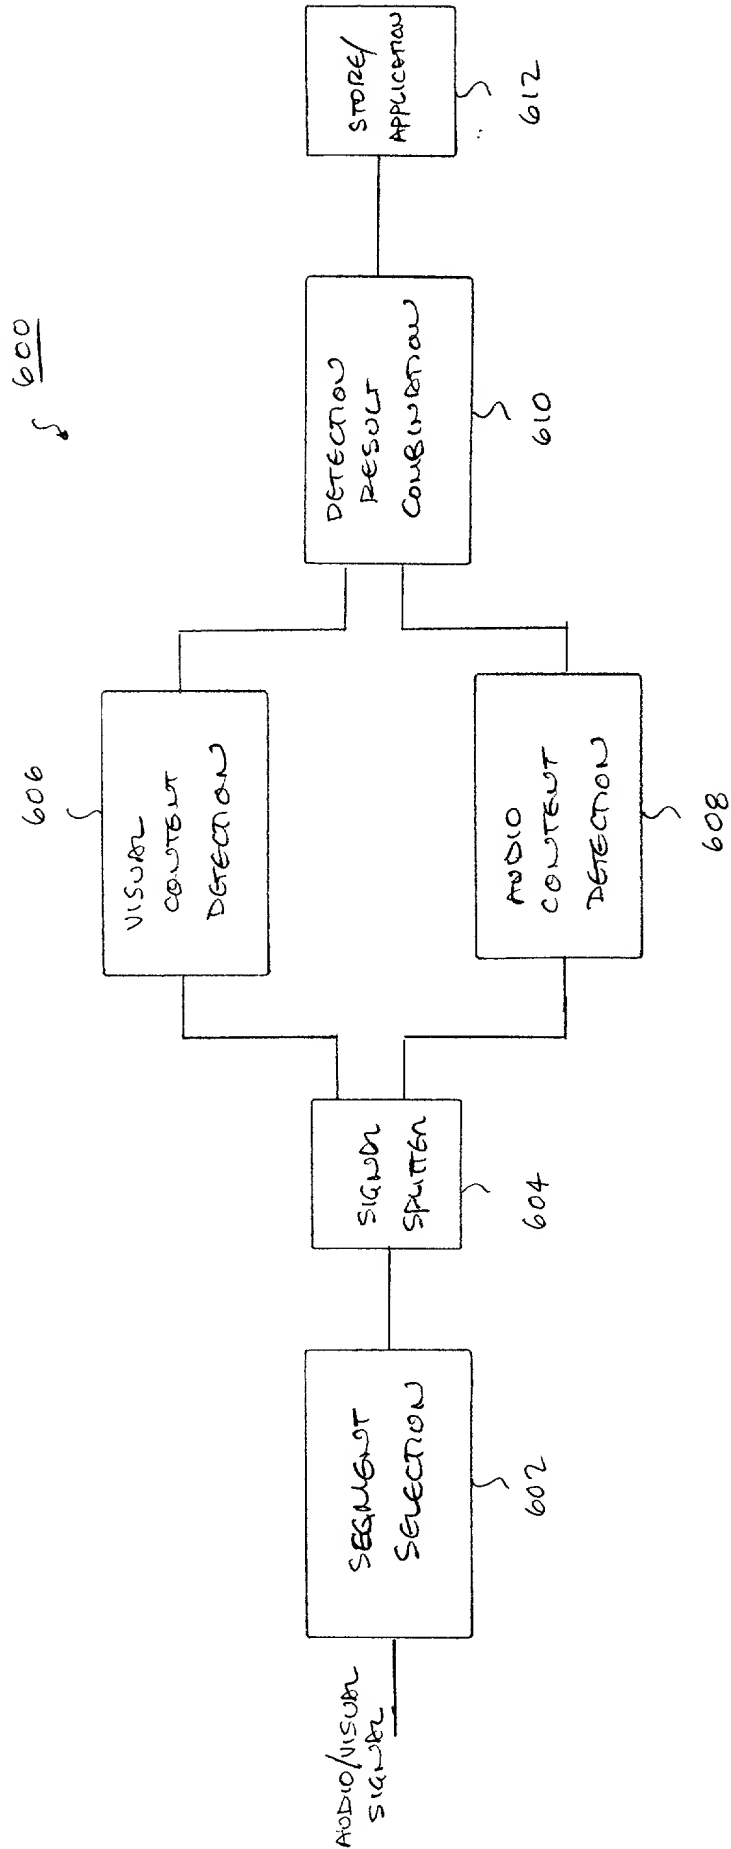 600
AUDIO/VISUAL
SIGNAL
SEGMENT
SELECTION
602
SIGNAL
SPLITTER
604
VISUAL
CONTENT
DETECTION
606
AUDIO
CONTENT
DETECTION
608
DETECTION
RESULT
COMBINATION
610
STORE/
APPLICATION
612